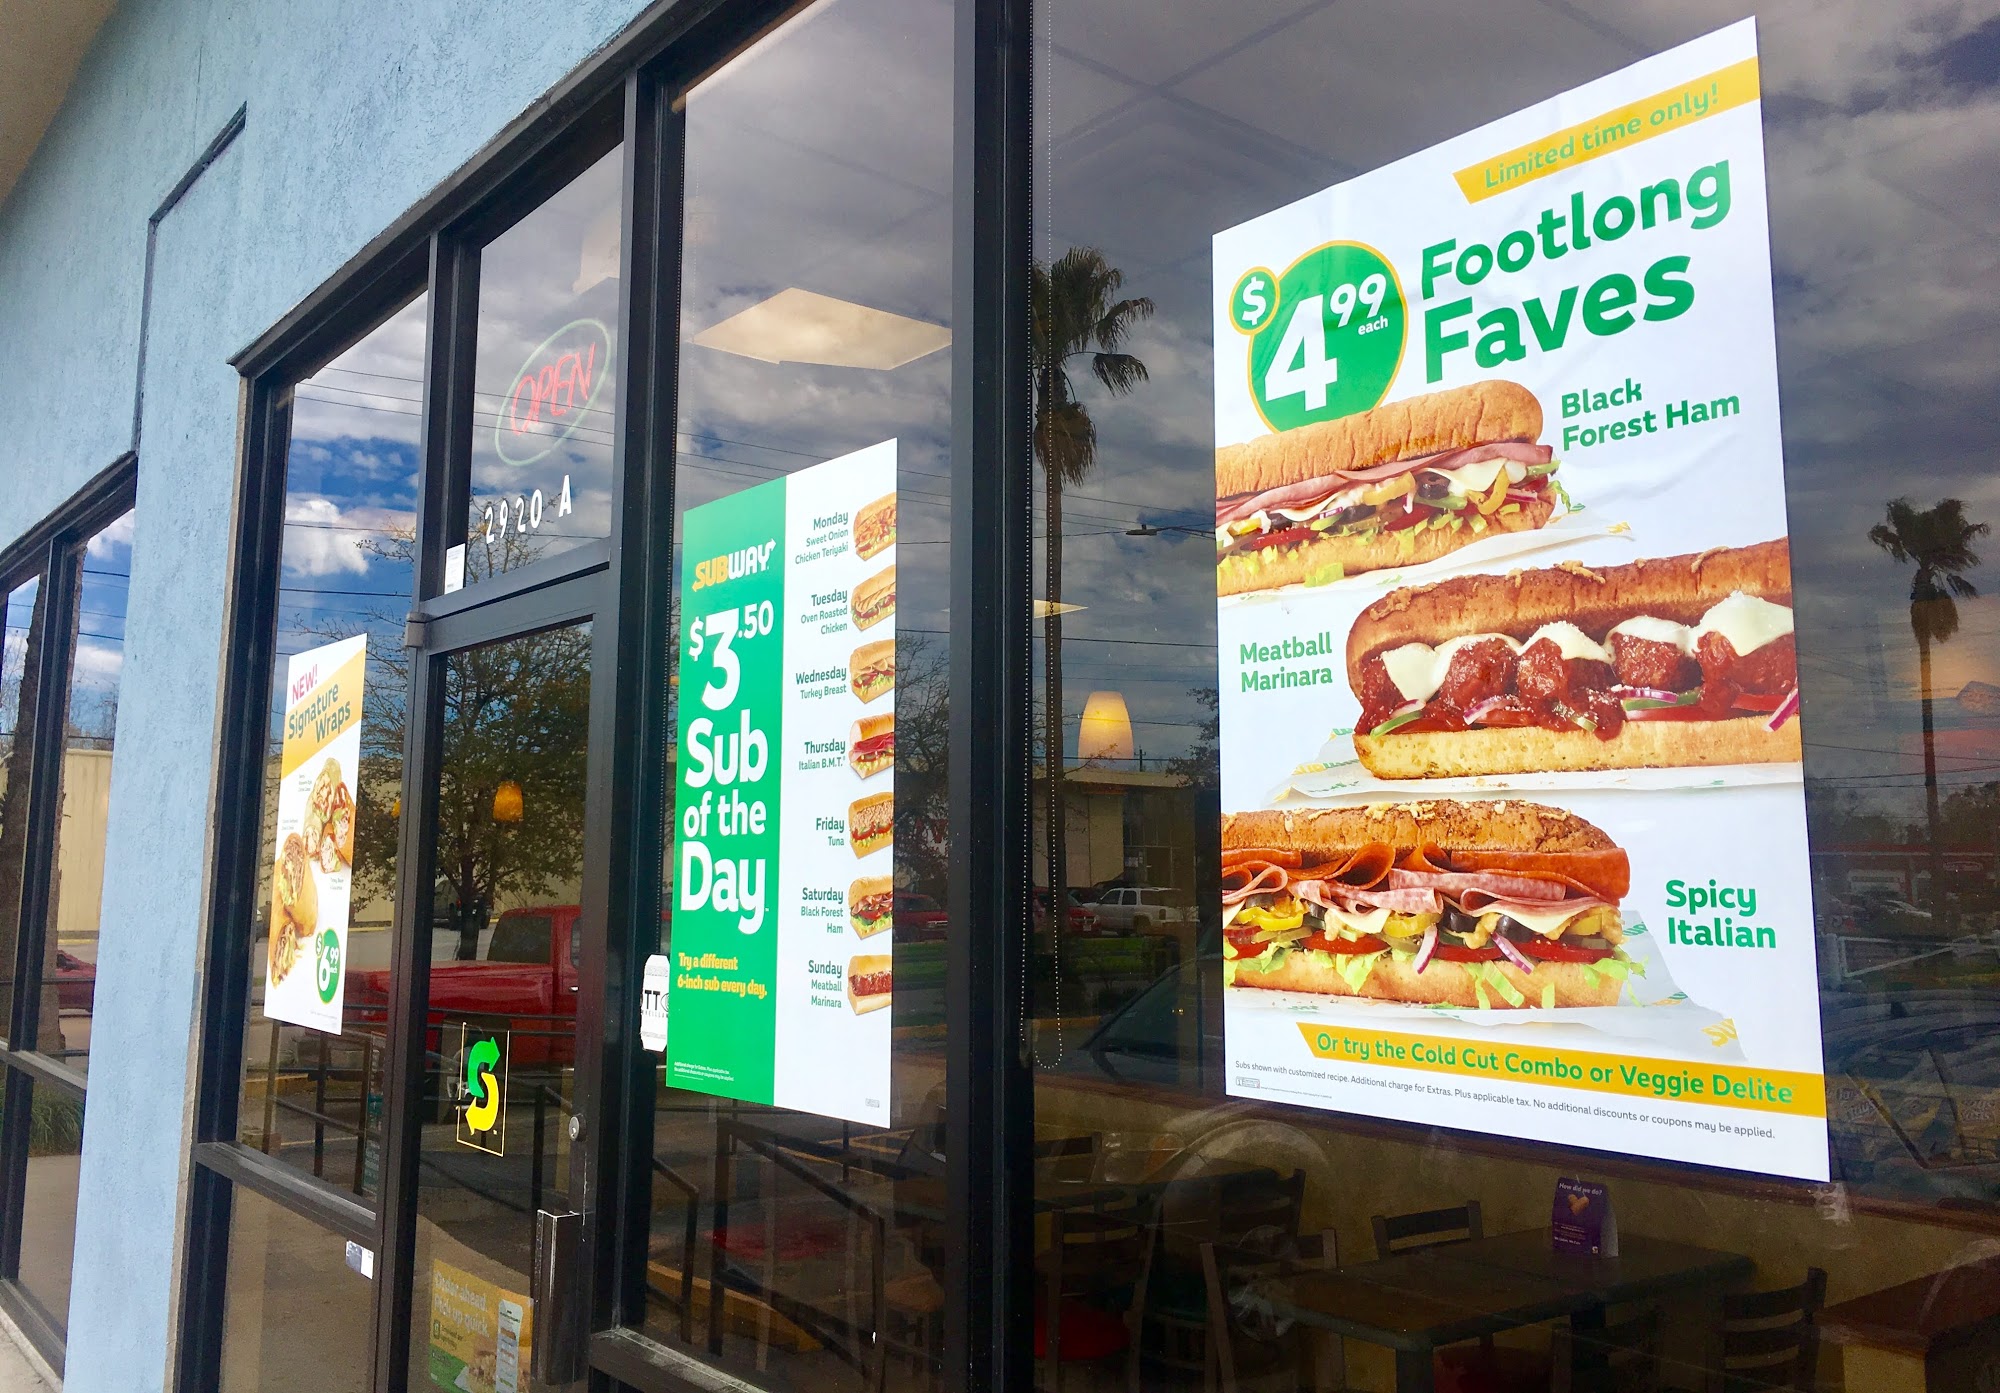 NEW!
Signature
Wraps
$6.99
OPEN
2920 A
SUBWAY
$3.50
Sub
of the
Day
Try a different
6-inch sub every day.
Monday
Sweet Onion
Chicken Teriyaki
Tuesday
Oven Roasted
Chicken
Wednesday
Turkey Breast
Thursday
Italian B.M.T.®
Friday
Tuna
Saturday
Black Forest
Ham
Sunday
Meatball
Marinara
Limited time only!
$4.99
each
Footlong
Faves
Black
Forest Ham
Meatball
Marinara
Spicy
Italian
Or try the Cold Cut Combo or Veggie Delite
Subs shown with customized recipe. Additional charge for Extras. Plus applicable tax. No additional discounts or coupons may be applied.
How did we do?